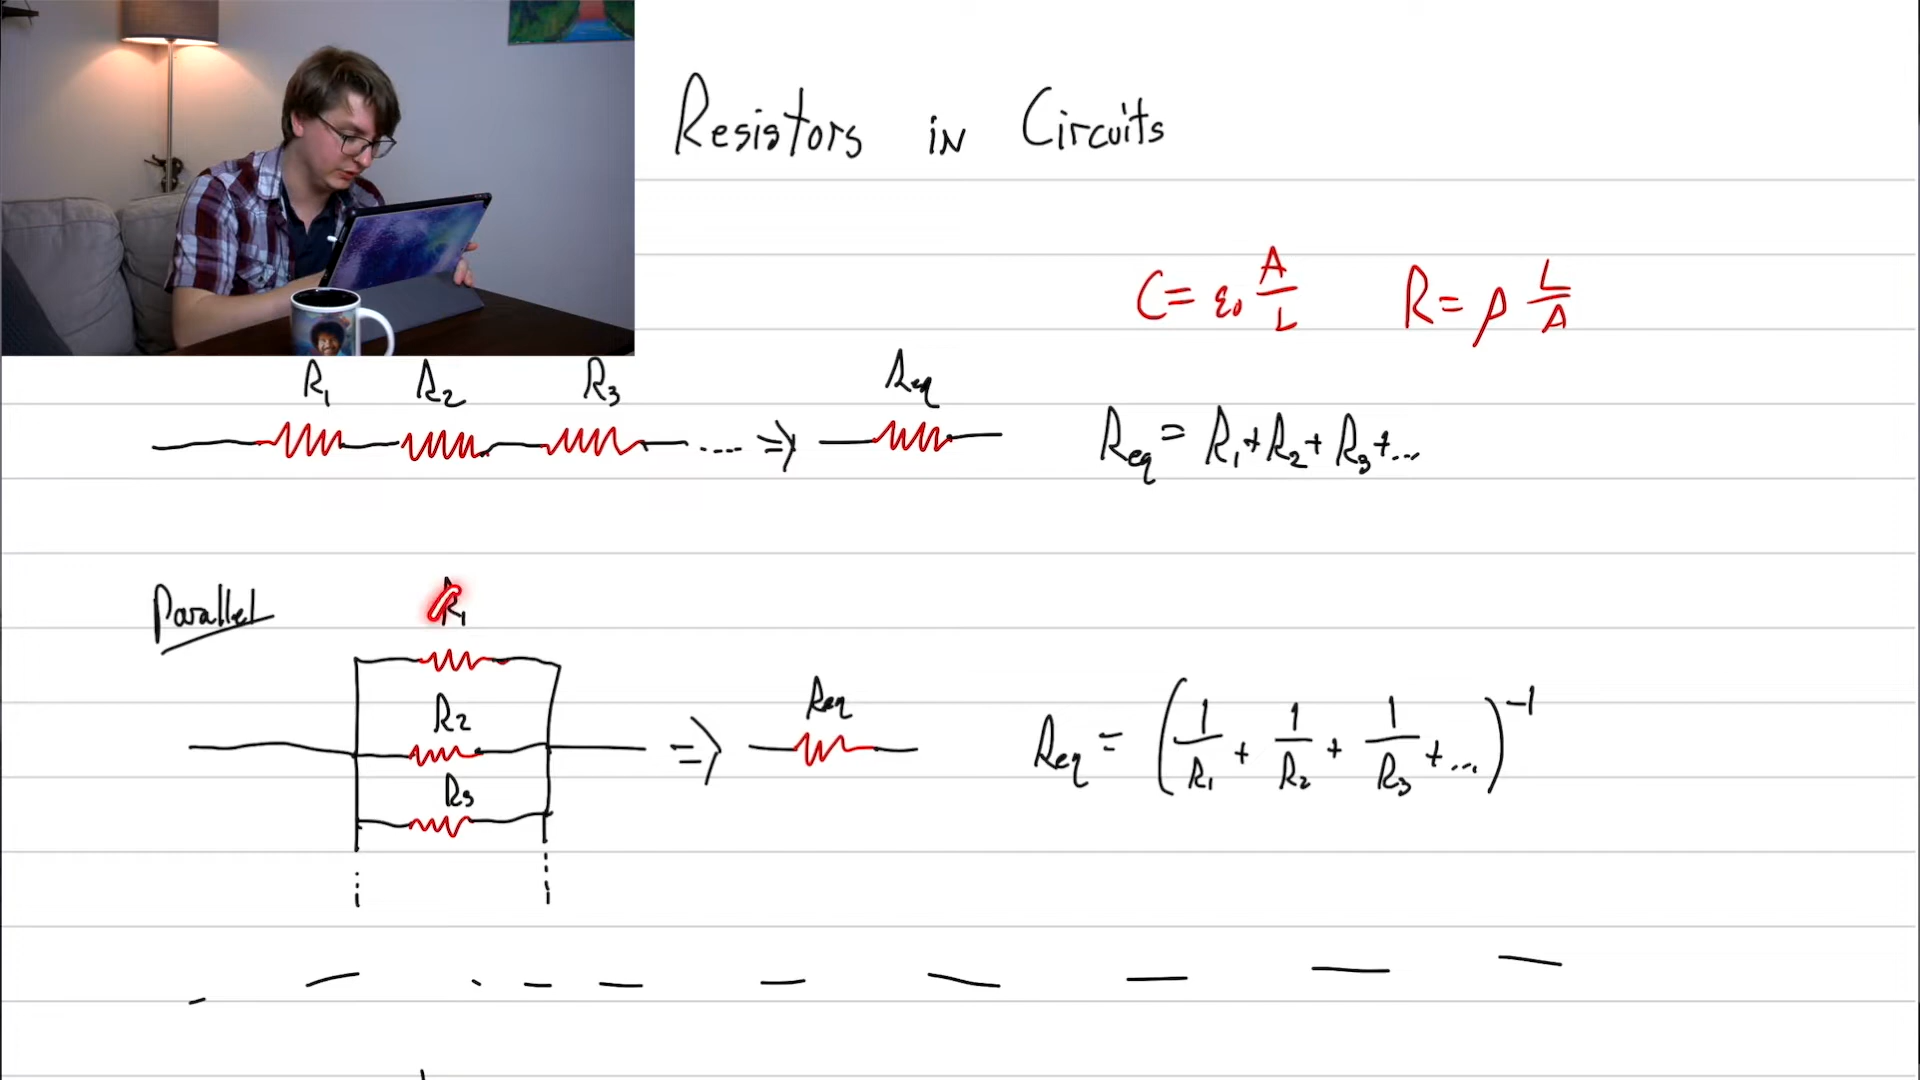 Resistors in Circuits
C = ε₀ A/L R = ρ L/A
R₁ R₂ R₃ Req
.... => Req = R₁ + R₂ + R₃ + ...
Parallel R₁
R₂
R₃
=> Req Req = (1/R₁ + 1/R₂ + 1/R₃ + ...)⁻¹